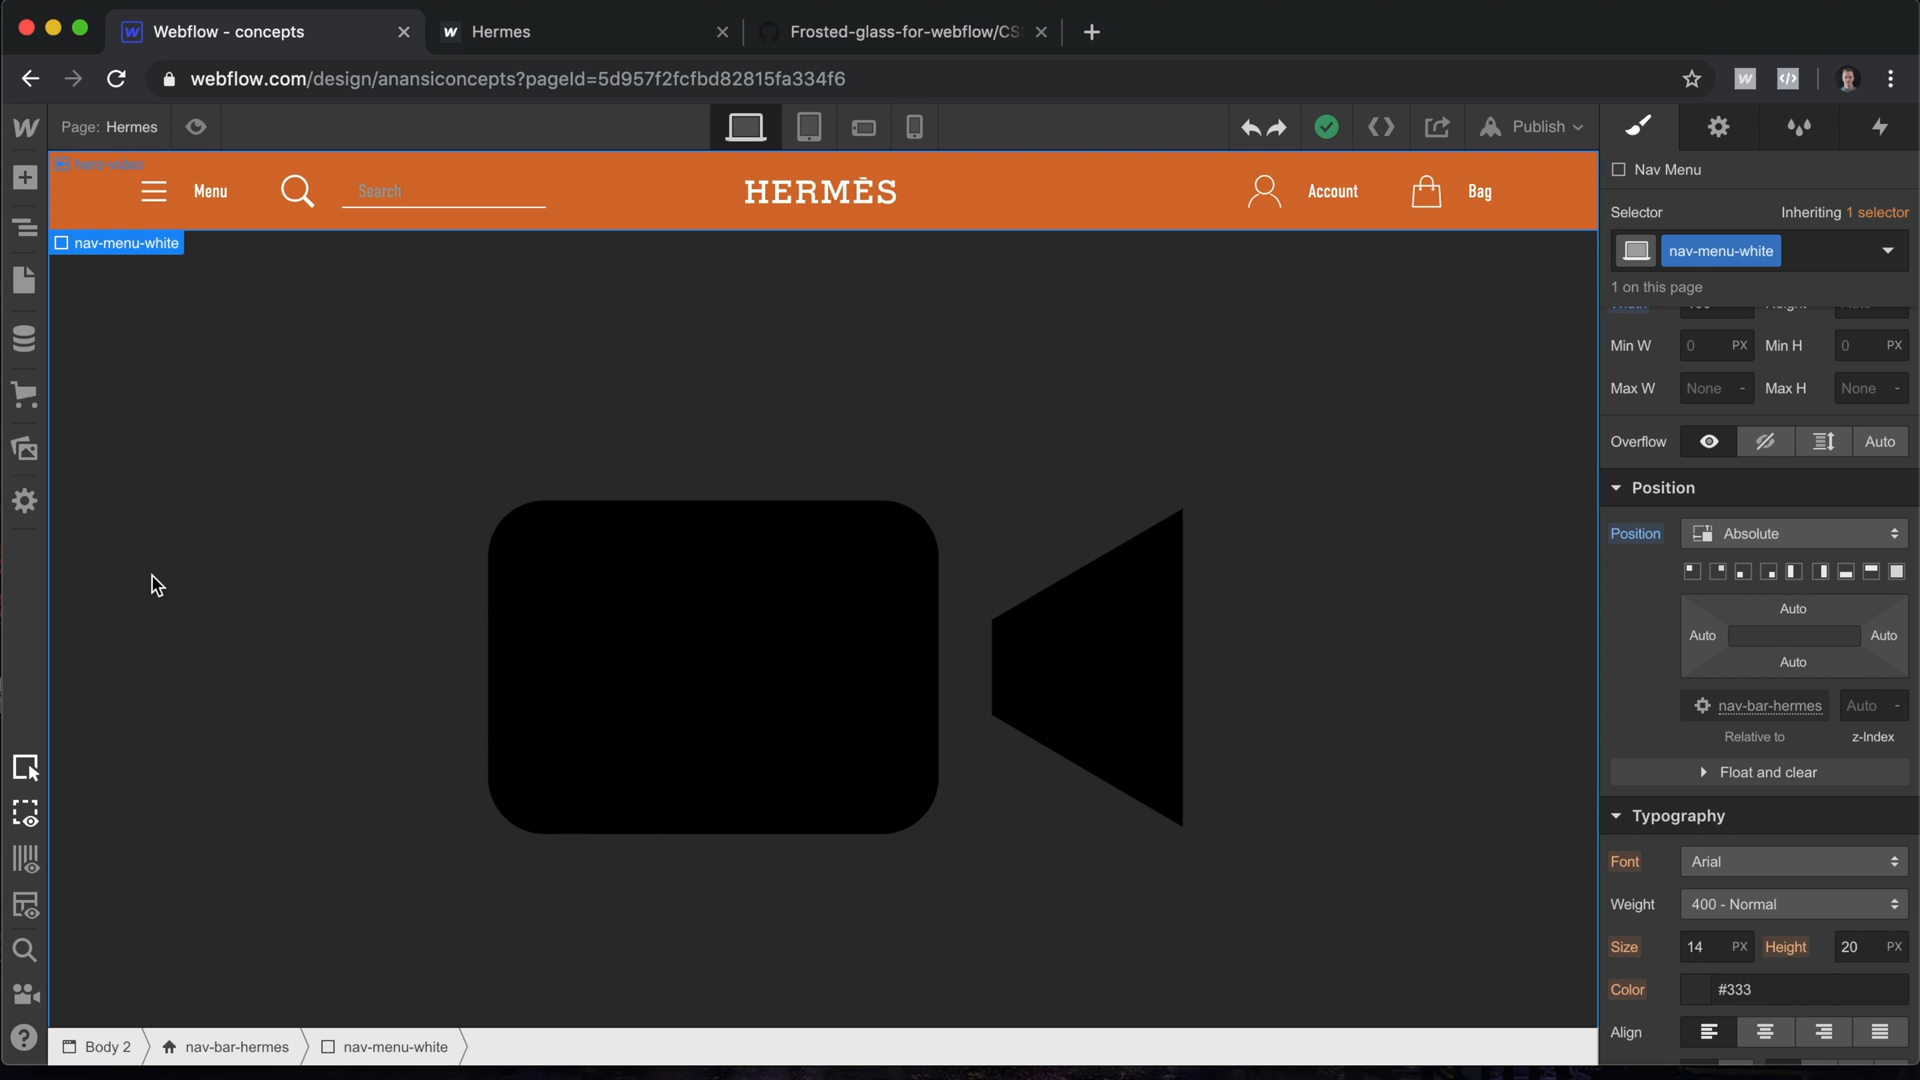 Webflow - concepts
Hermes
Frosted-glass-for-webflow/CS
webflow.com/design/anansiconcepts?pageId=5d957f2fcfbd82815fa334f6
Page: Hermes
Publish
hero-video
Menu
Search
HERMÈS
Account
Bag
nav-menu-white
Nav Menu
Selector
Inheriting 1 selector
nav-menu-white
1 on this page
Min W 0 PX Min H 0 PX
Max W None - Max H None -
Overflow Auto
Position
Position Absolute
Auto
Auto Auto
Auto
nav-bar-hermes Auto -
Relative to z-Index
Float and clear
Typography
Font Arial
Weight 400 - Normal
Size 14 PX Height 20 PX
Color #333
Align
Body 2 nav-bar-hermes nav-menu-white